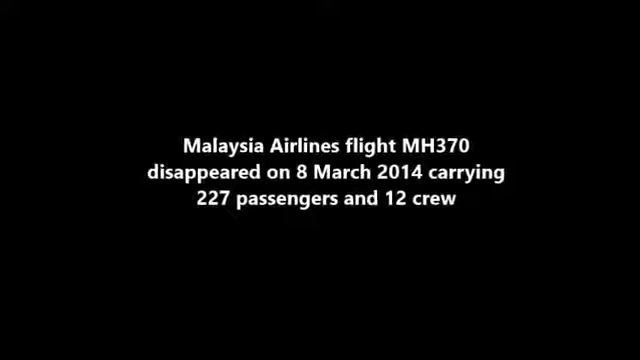 Malaysia Airlines flight MH370
disappeared on 8 March 2014 carrying
227 passengers and 12 crew